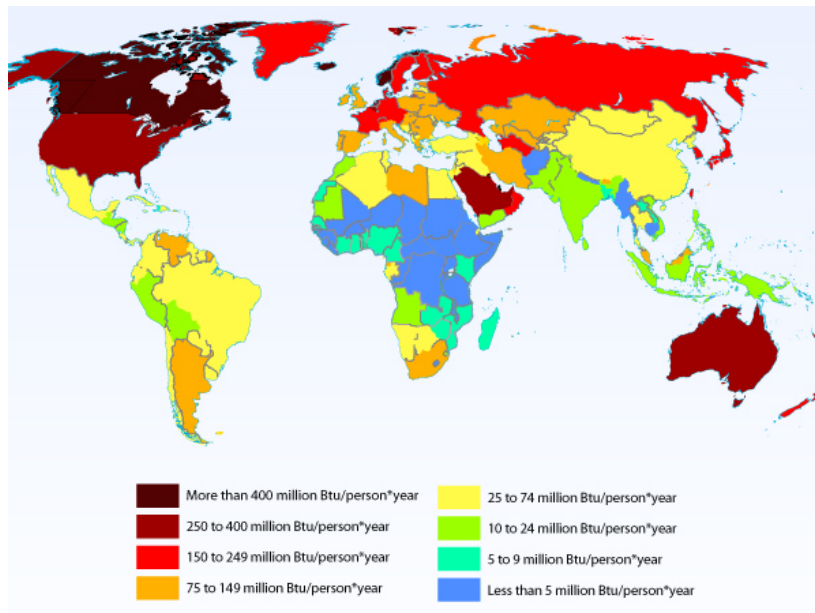 More than 400 million Btu/person*year
250 to 400 million Btu/person*year
150 to 249 million Btu/person*year
75 to 149 million Btu/person*year
25 to 74 million Btu/person*year
10 to 24 million Btu/person*year
5 to 9 million Btu/person*year
Less than 5 million Btu/person*year